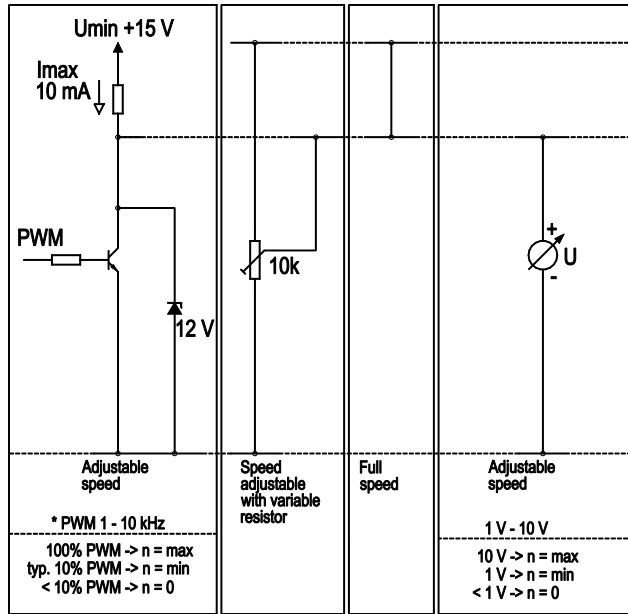 Umin +15 V
Imax
10 mA
PWM
12 V
Adjustable
speed
* PWM 1 - 10 kHz
100% PWM -> n = max
typ. 10% PWM -> n = min
< 10% PWM -> n = 0
10k
Speed
adjustable
with variable
resistor
Full
speed
+
U
-
Adjustable
speed
1 V - 10 V
10 V -> n = max
1 V -> n = min
< 1 V -> n = 0